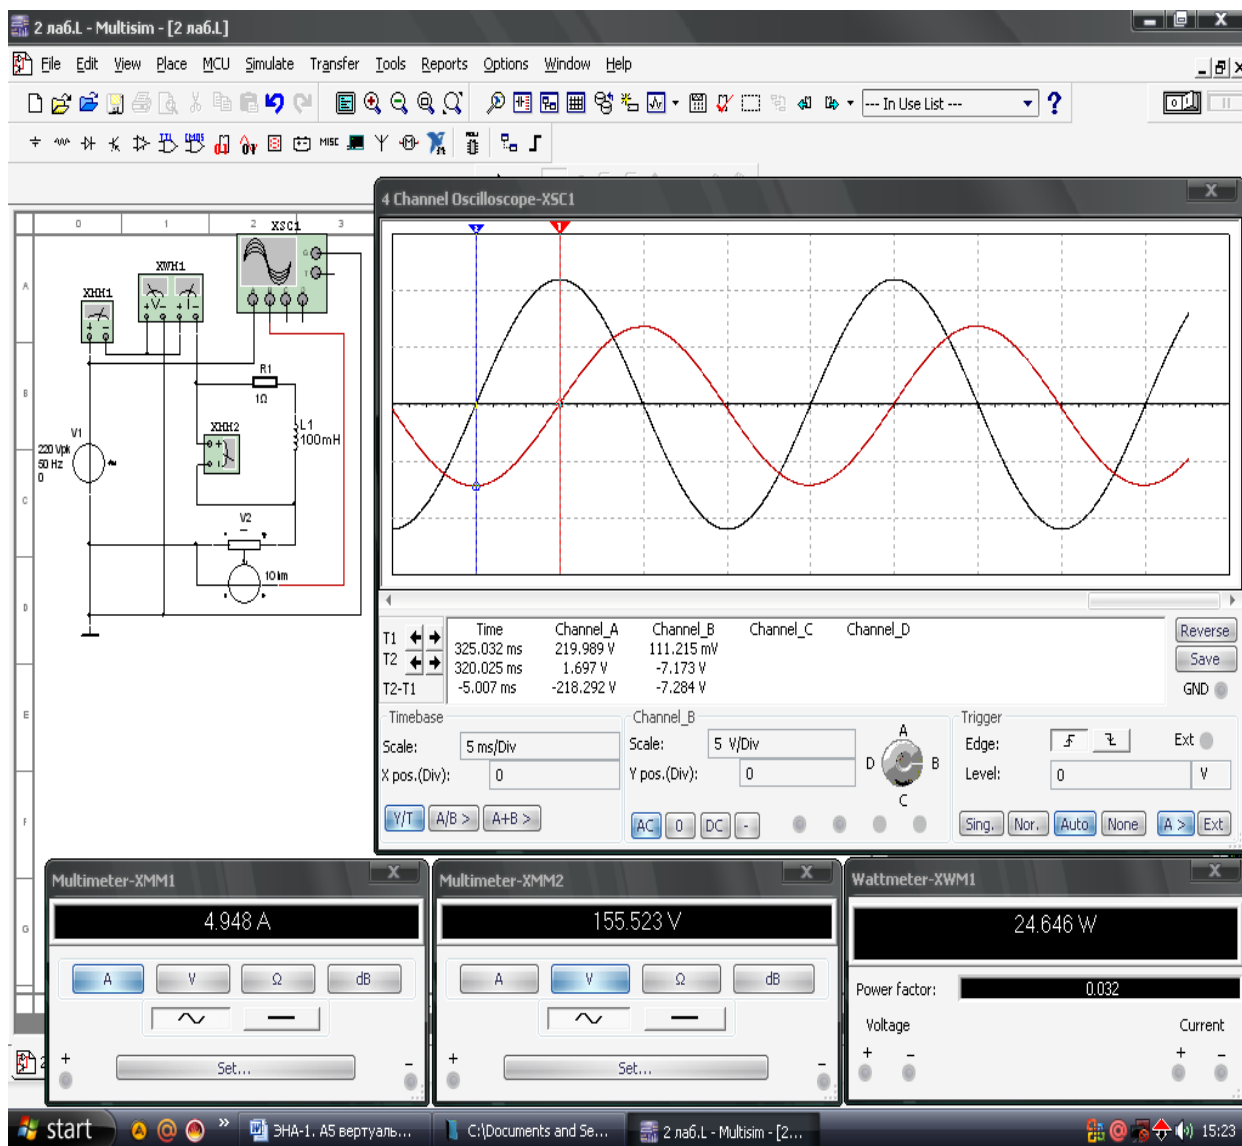 2 лаб.L - Multisim - [2 лаб.L]
File Edit View Place MCU Simulate Transfer Tools Reports Options Window Help
--- In Use List ---
MISC
4 Channel Oscilloscope-XSC1
0 1 2 3
XSC1
G
T
A B C D
XWM1
XMM1
A
B
C
D
E
F
G
R1
1Ω
L1
100mH
XMM2
V1
220 Vpk
50 Hz
0
V2
1Ohm
2
1
Time Channel_A Channel_B Channel_C Channel_D
T1 325.032 ms 219.989 V 111.215 mV
T2 320.025 ms 1.697 V -7.173 V
T2-T1 -5.007 ms -218.292 V -7.284 V
Reverse
Save
GND
Timebase
Scale: 5 ms/Div
X pos.(Div): 0
Y/T A/B > A+B >
Channel_B
Scale: 5 V/Div
Y pos.(Div): 0
AC 0 DC -
A
D B
C
Trigger
Edge: Ext
Level: 0 V
Sing. Nor. Auto None A > Ext
Multimeter-XMM1
4.948 A
A V Ω dB
+ Set... -
Multimeter-XMM2
155.523 V
A V Ω dB
+ Set... -
Wattmeter-XWM1
24.646 W
Power factor: 0.032
Voltage Current
+ - + -
2
start » ЭНА-1. А5 вертуаль... C:\Documents and Se... 2 лаб.L - Multisim - [2... 15:23